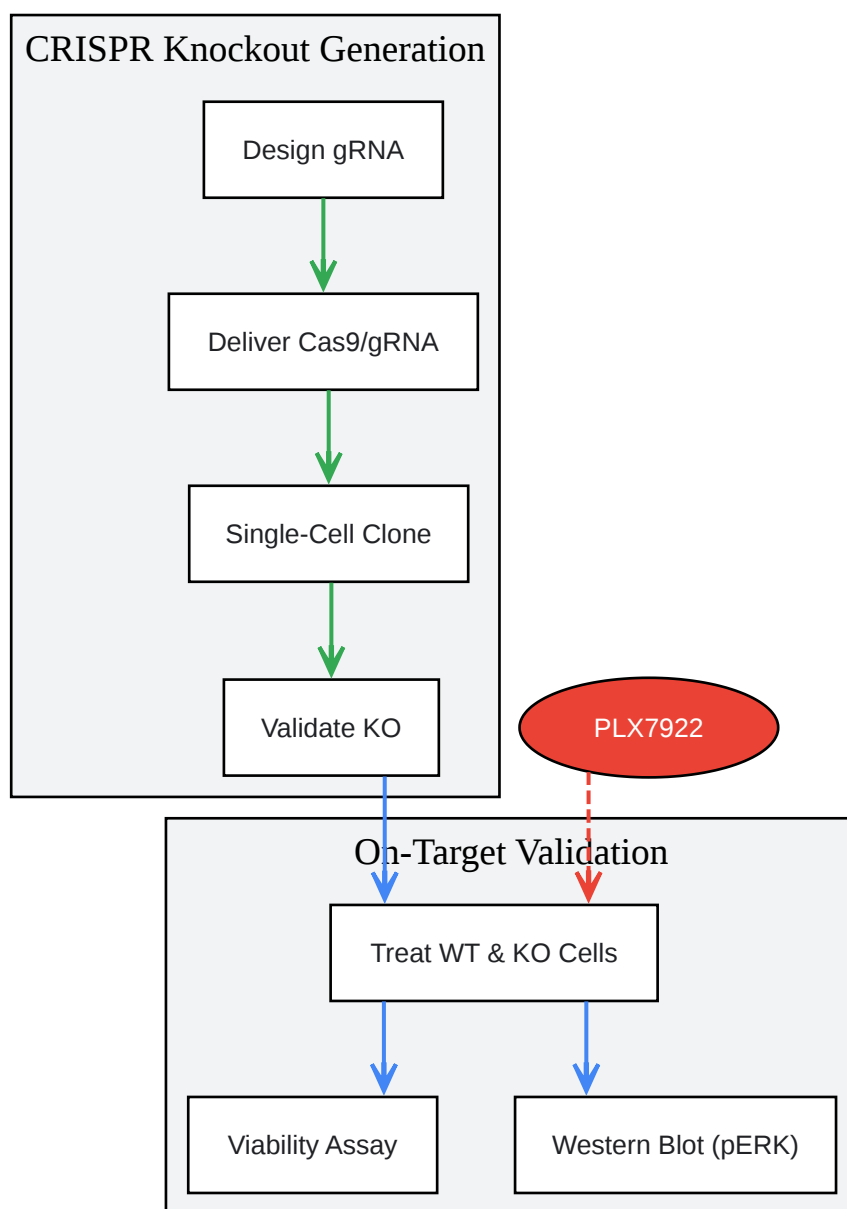 CRISPR Knockout Generation
Design gRNA
Deliver Cas9/gRNA
Single-Cell Clone
Validate KO
PLX7922
On-Target Validation
Treat WT & KO Cells
Viability Assay
Western Blot (pERK)